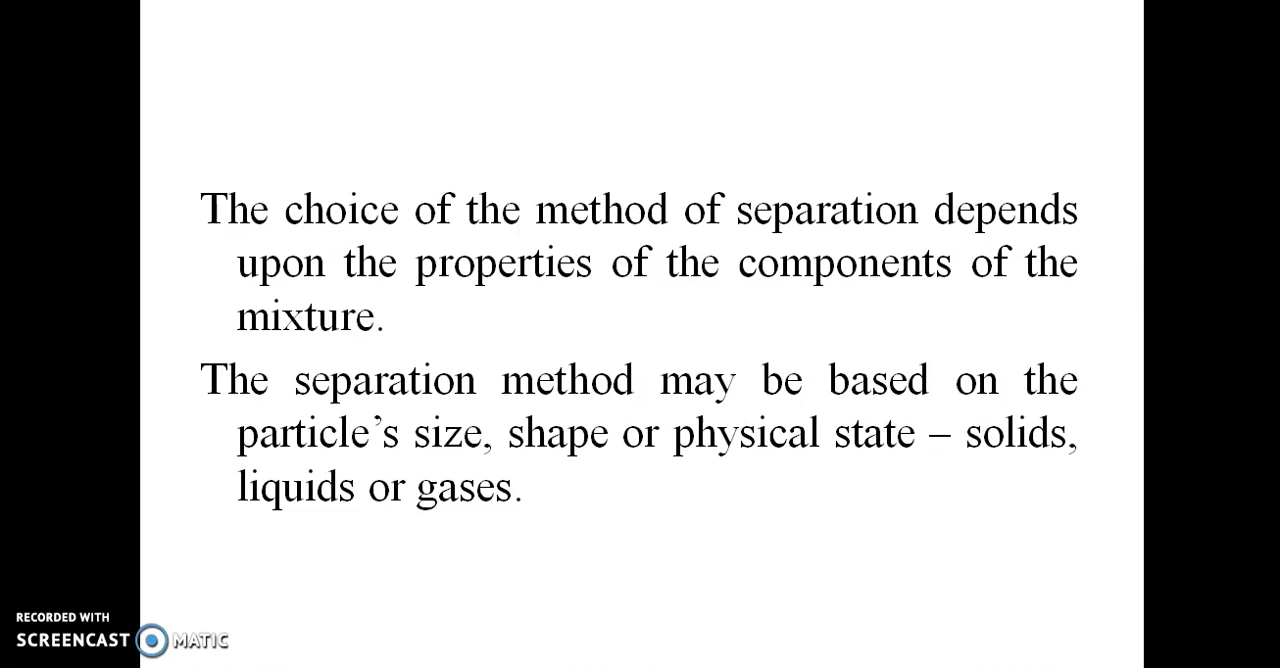 The choice of the method of separation depends
upon the properties of the components of the
mixture.
The separation method may be based on the
particle’s size, shape or physical state – solids,
liquids or gases.
RECORDED WITH
SCREENCAST MATIC